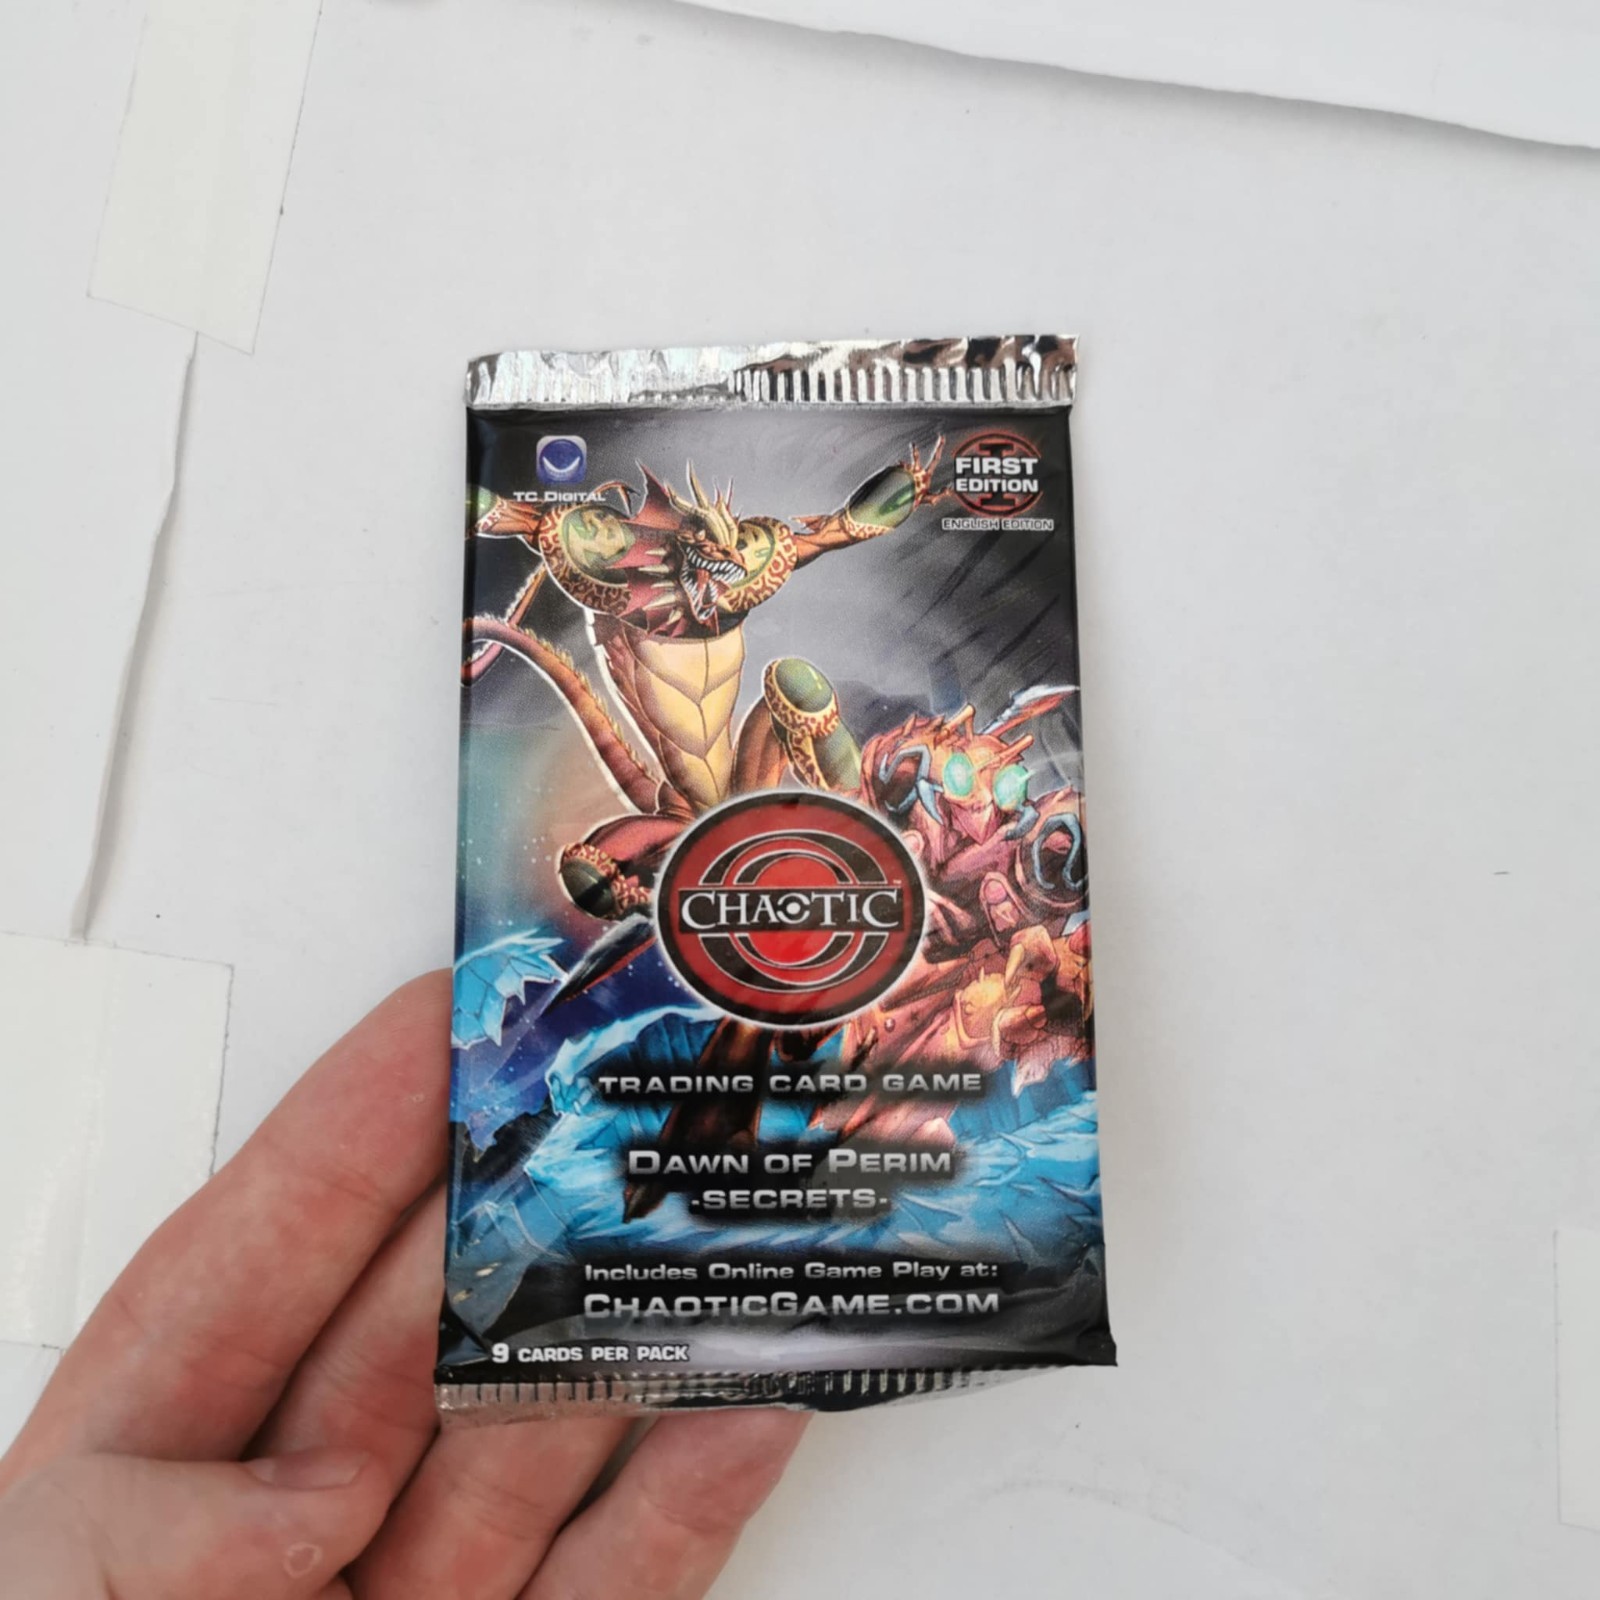 TC DIGITAL
FIRST
EDITION
ENGLISH EDITION
CHAOTIC™
TRADING CARD GAME
DAWN OF PERIM
-SECRETS-
Includes Online Game Play at:
CHAOTICGAME.COM
9 CARDS PER PACK